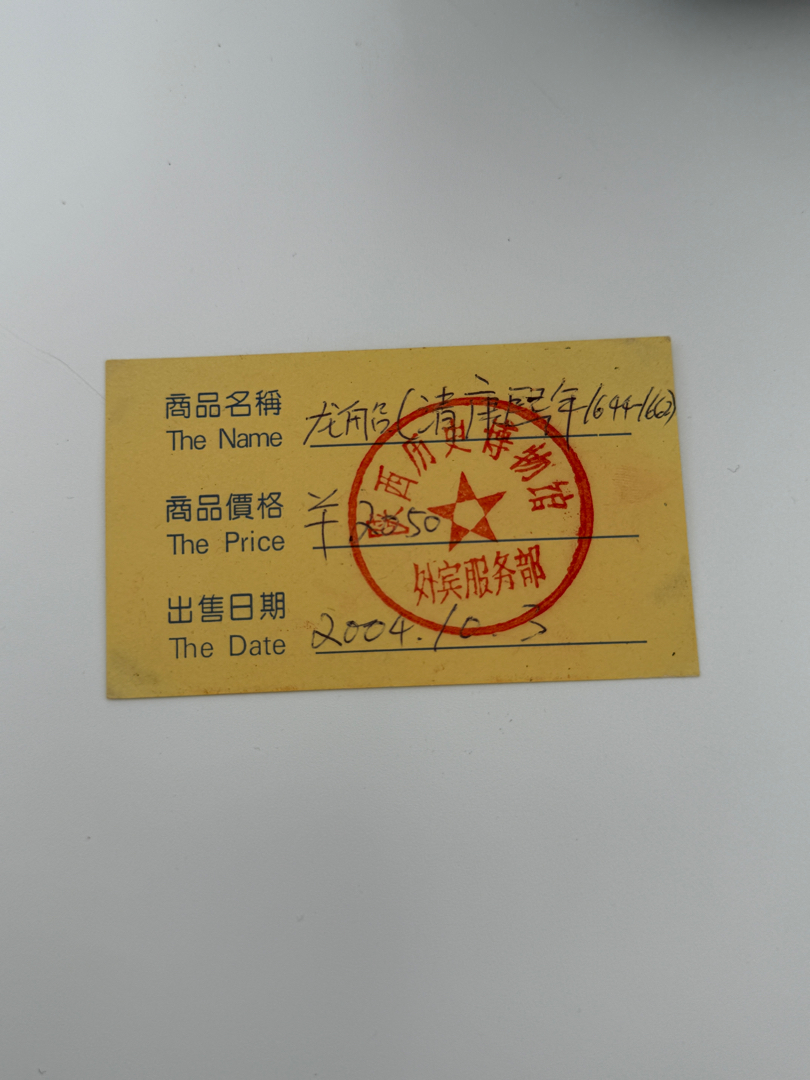 商品名稱 龙船(清康熙年1644-1662)
The Name
商品價格 ¥.2050
The Price
出售日期 2004.10.3
The Date
陕西历史博物馆
外宾服务部